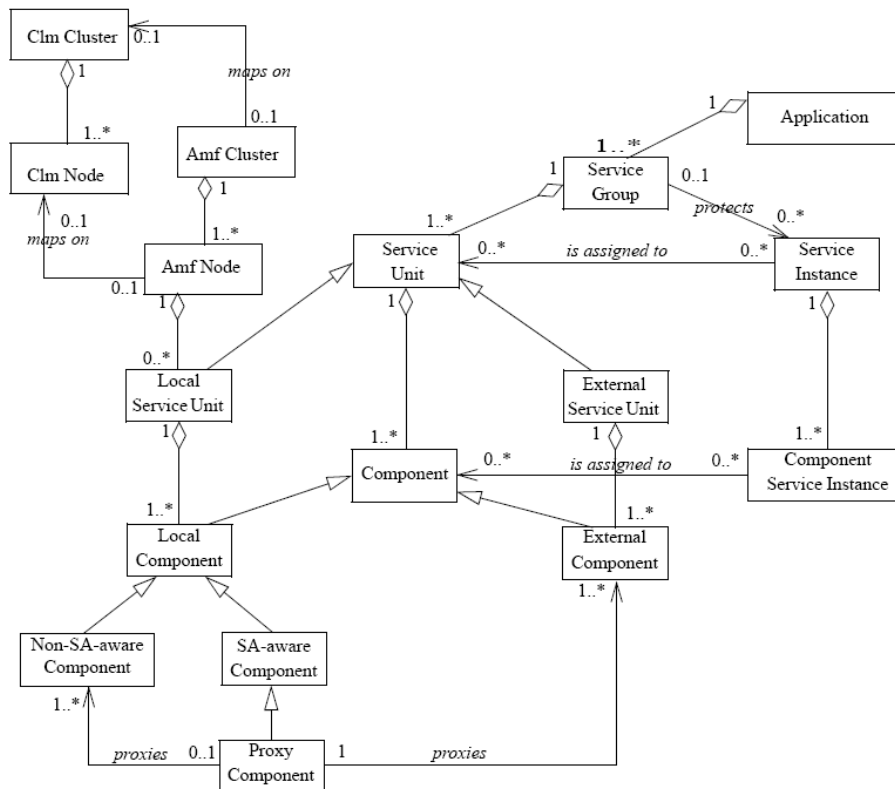 Clm Cluster
0..1
1
maps on
1..*
0..1
Clm Node
Amf Cluster
1
0..1
maps on
1..*
Amf Node
0..1
1
0..*
Application
1
1..**
Service
Group
1
0..1
protects
1..*
0..*
Service
Unit
0..*
is assigned to
0..*
Service
Instance
1
1
Local
Service Unit
1
External
Service Unit
1
1..*
1..*
Component
0..*
is assigned to
0..*
Component
Service Instance
1..*
1..*
Local
Component
External
Component
1..*
Non-SA-aware
Component
SA-aware
Component
1..*
proxies
0..1
Proxy
Component
1
proxies